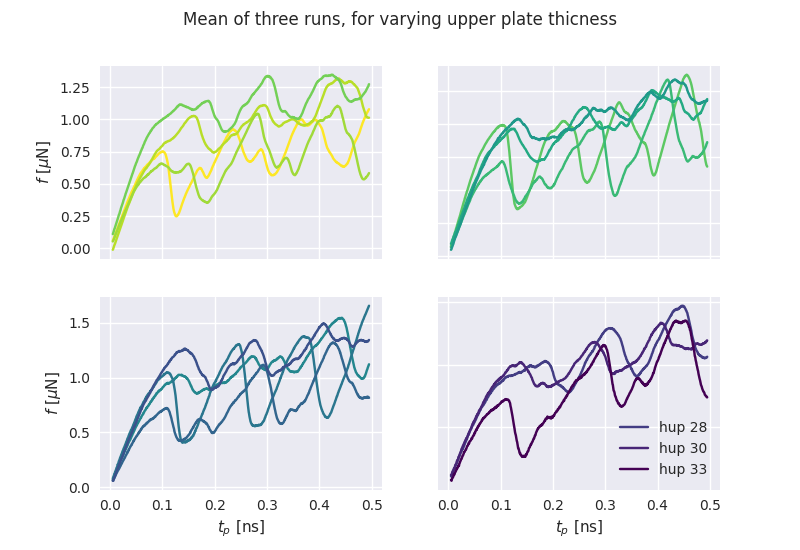 Mean of three runs, for varying upper plate thicness
1.25
1.00
0.75
0.50
0.25
0.00
f [μN]
1.5
1.0
0.5
0.0
f [μN]
0.0 0.1 0.2 0.3 0.4 0.5
t_p [ns]
hup 28
hup 30
hup 33
0.0 0.1 0.2 0.3 0.4 0.5
t_p [ns]